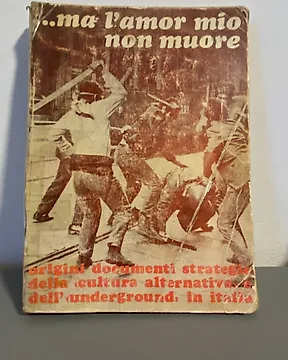 ..ma l'amor mio
non muore
origini documenti strategie
della «cultura alternativa» e
dell'«underground» in italia